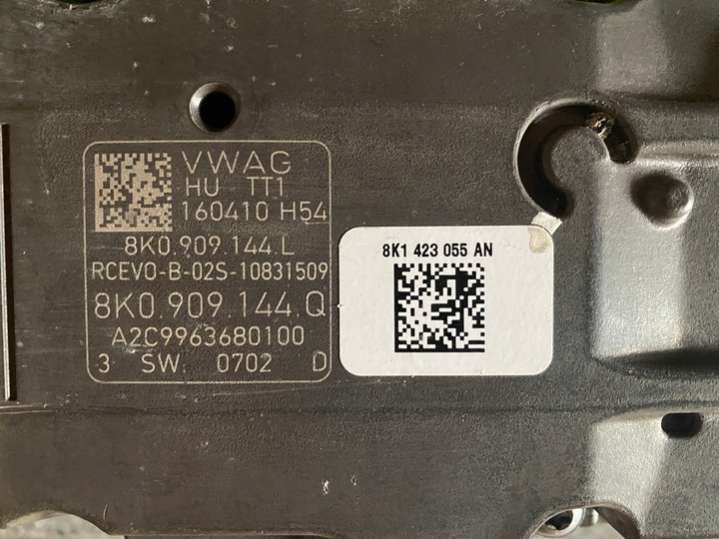 VWAG
HU TT1
160410 H54
8K0.909.144.L
RCEVO-B-02S-10831509
8K0.909.144.Q
A2C9963680100
3 SW. 0702 D
8K1 423 055 AN